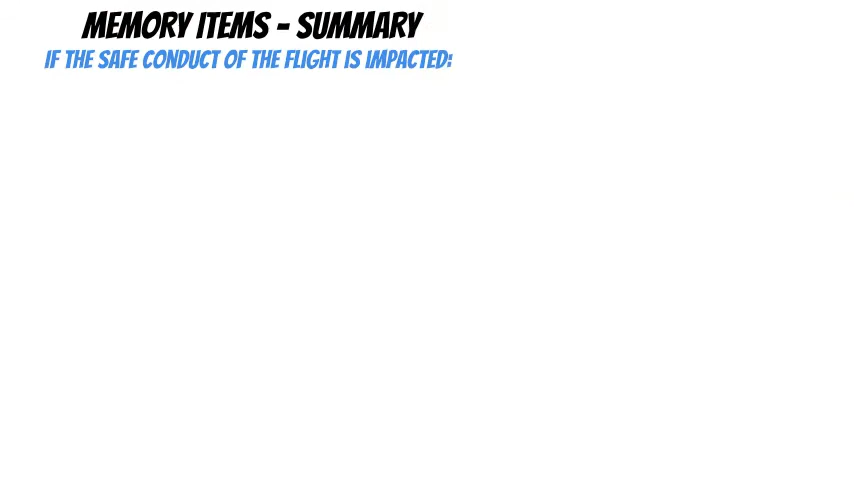 MEMORY ITEMS - SUMMARY
IF THE SAFE CONDUCT OF THE FLIGHT IS IMPACTED: